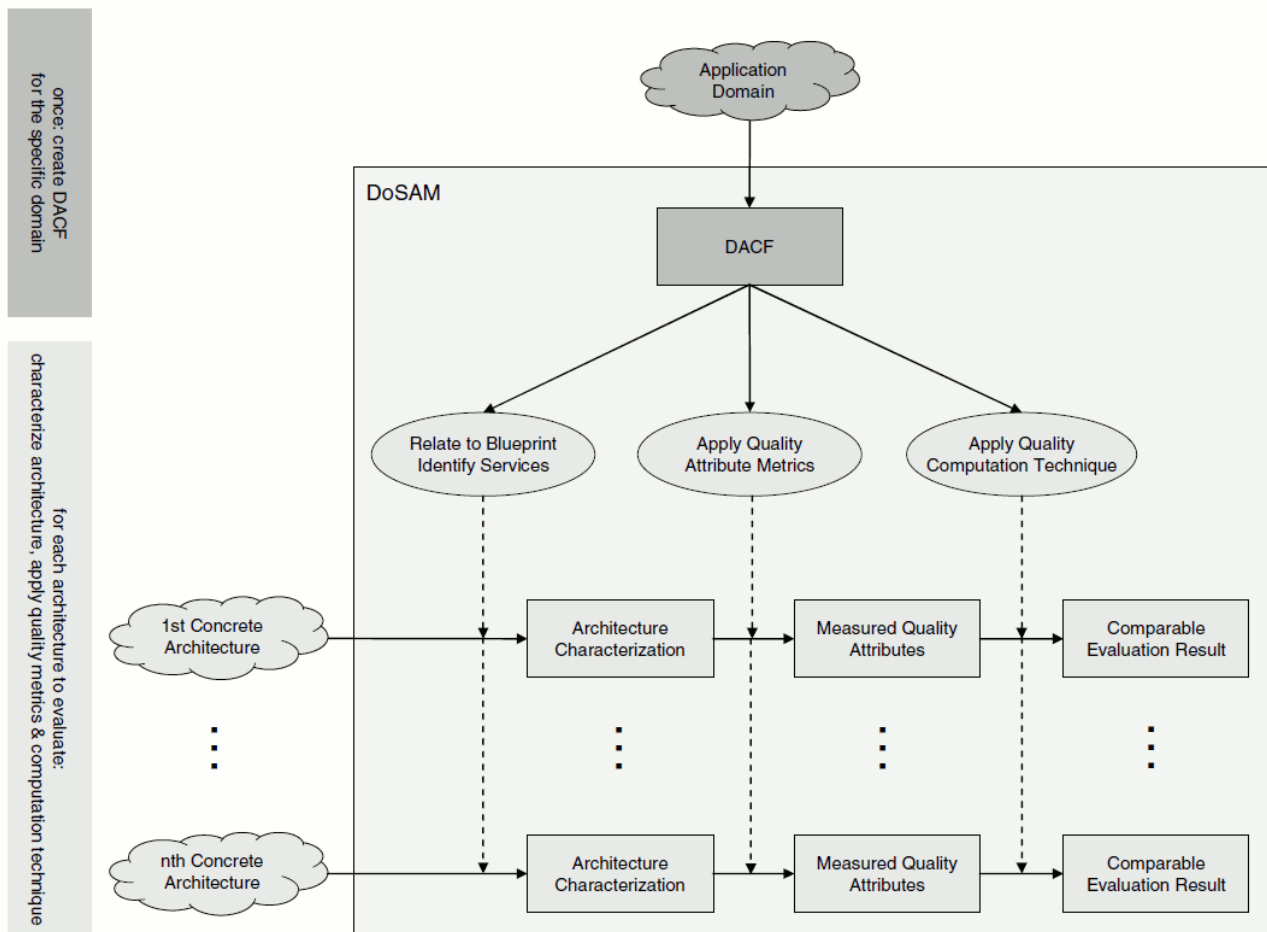 once: create DACF
for the specific domain
Application
Domain
DoSAM
DACF
characterize architecture, apply quality metrics & computation technique
for each architecture to evaluate:
Relate to Blueprint
Identify Services
Apply Quality
Attribute Metrics
Apply Quality
Computation Technique
1st Concrete
Architecture
Architecture
Characterization
Measured Quality
Attributes
Comparable
Evaluation Result
nth Concrete
Architecture
Architecture
Characterization
Measured Quality
Attributes
Comparable
Evaluation Result